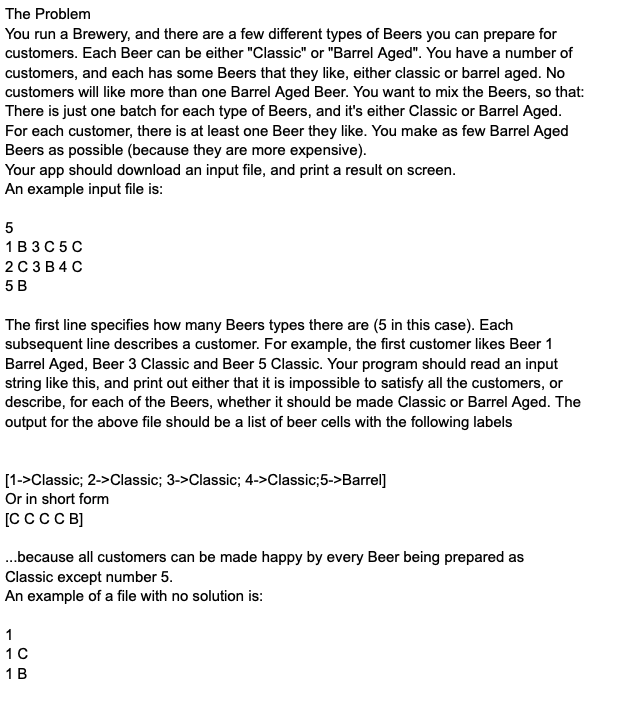 The Problem
You run a Brewery, and there are a few different types of Beers you can prepare for
customers. Each Beer can be either "Classic" or "Barrel Aged". You have a number of
customers, and each has some Beers that they like, either classic or barrel aged. No
customers will like more than one Barrel Aged Beer. You want to mix the Beers, so that:
There is just one batch for each type of Beers, and it's either Classic or Barrel Aged.
For each customer, there is at least one Beer they like. You make as few Barrel Aged
Beers as possible (because they are more expensive).
Your app should download an input file, and print a result on screen.
An example input file is:
5
1 B 3 C 5 C
2 C 3 B 4 C
5 B
The first line specifies how many Beers types there are (5 in this case). Each
subsequent line describes a customer. For example, the first customer likes Beer 1
Barrel Aged, Beer 3 Classic and Beer 5 Classic. Your program should read an input
string like this, and print out either that it is impossible to satisfy all the customers, or
describe, for each of the Beers, whether it should be made Classic or Barrel Aged. The
output for the above file should be a list of beer cells with the following labels
[1->Classic; 2->Classic; 3->Classic; 4->Classic;5->Barrel]
Or in short form
[C C C C B]
...because all customers can be made happy by every Beer being prepared as
Classic except number 5.
An example of a file with no solution is:
1
1 C
1 B